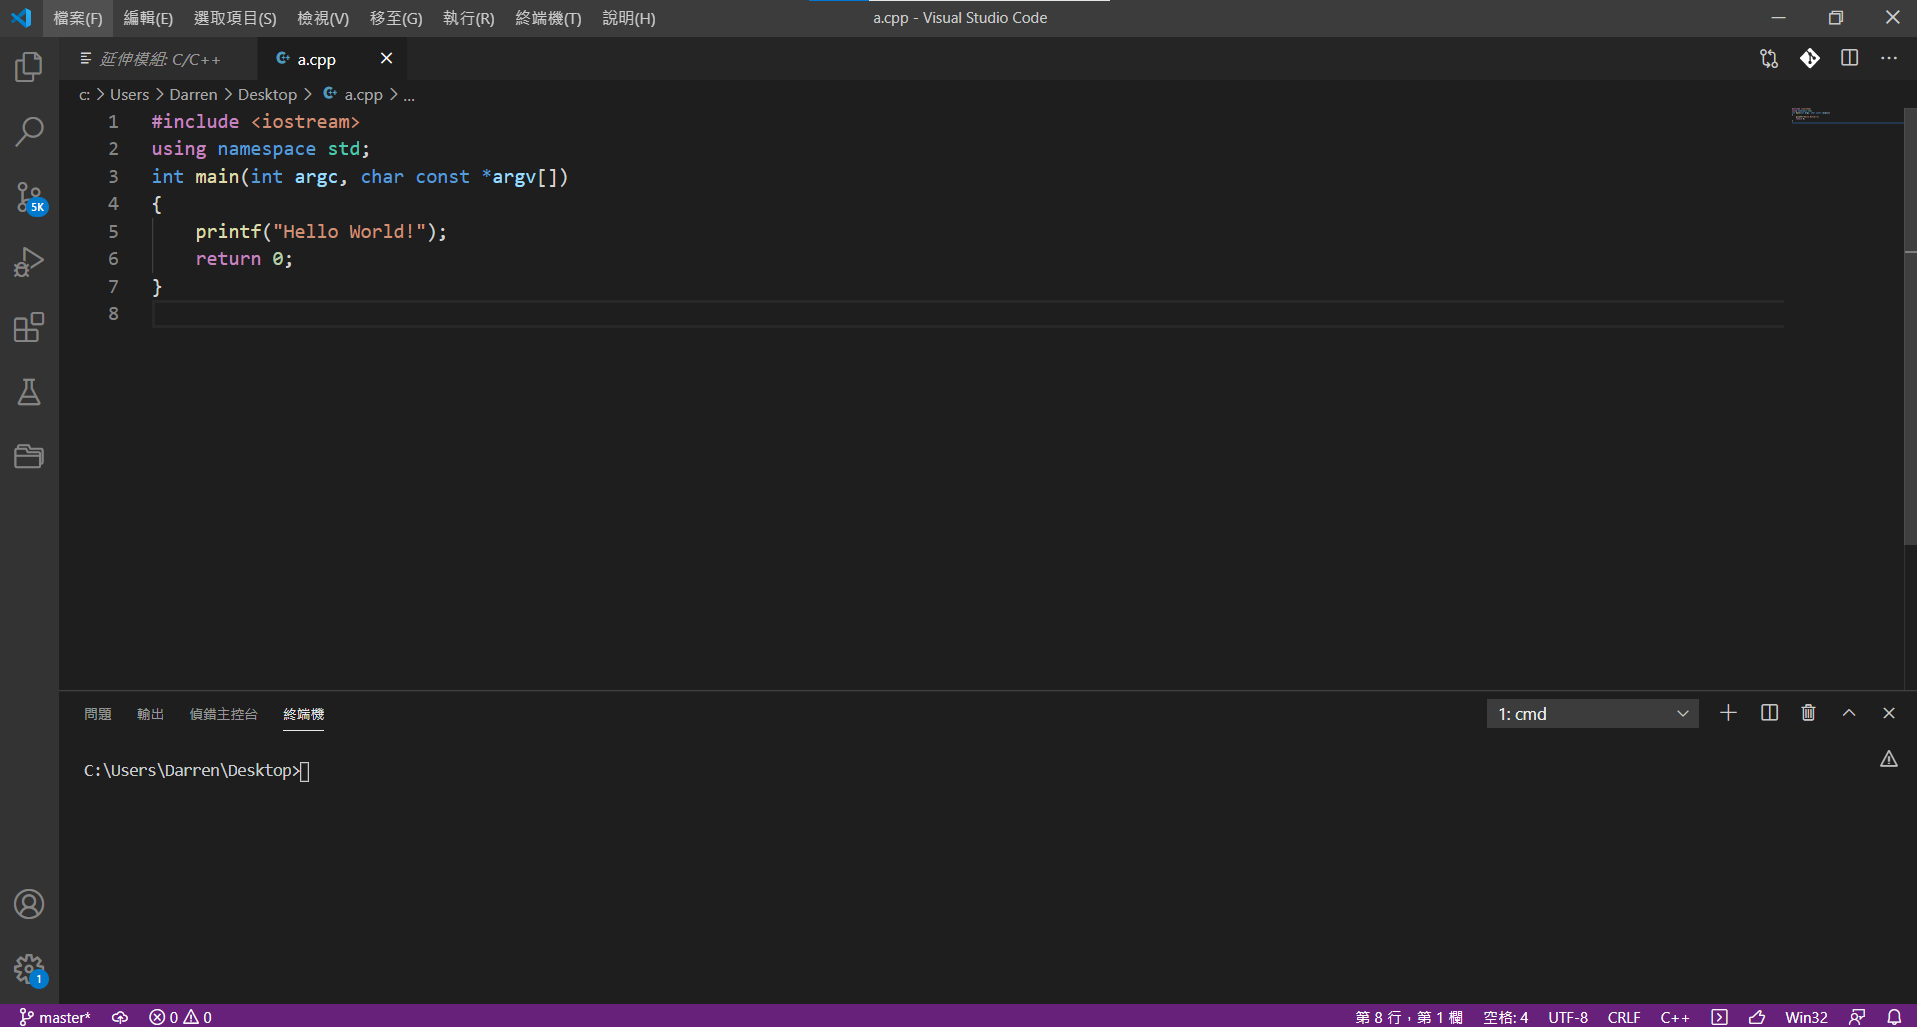 檔案(F) 編輯(E) 選取項目(S) 檢視(V) 移至(G) 執行(R) 終端機(T) 說明(H) a.cpp - Visual Studio Code
延伸模組: C/C++ a.cpp
c: > Users > Darren > Desktop > a.cpp > ...
1 #include <iostream>
2 using namespace std;
3 int main(int argc, char const *argv[])
4 {
5 printf("Hello World!");
6 return 0;
7 }
8
5K
問題 輸出 偵錯主控台 終端機 1: cmd
C:\Users\Darren\Desktop>
1
master* 0 0 第 8 行，第 1 欄 空格: 4 UTF-8 CRLF C++ Win32